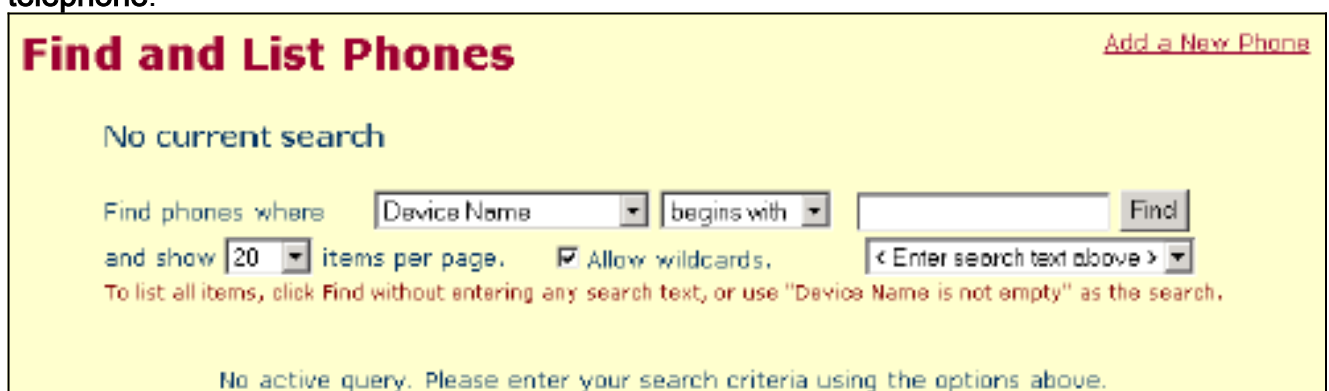 telephone.
Find and List Phones
Add a New Phone
No current search
Find phones where Device Name begins with Find
and show 20 items per page. Allow wildcards. < Enter search text above >
To list all items, click Find without entering any search text, or use "Device Name is not empty" as the search.
No active query. Please enter your search criteria using the options above.